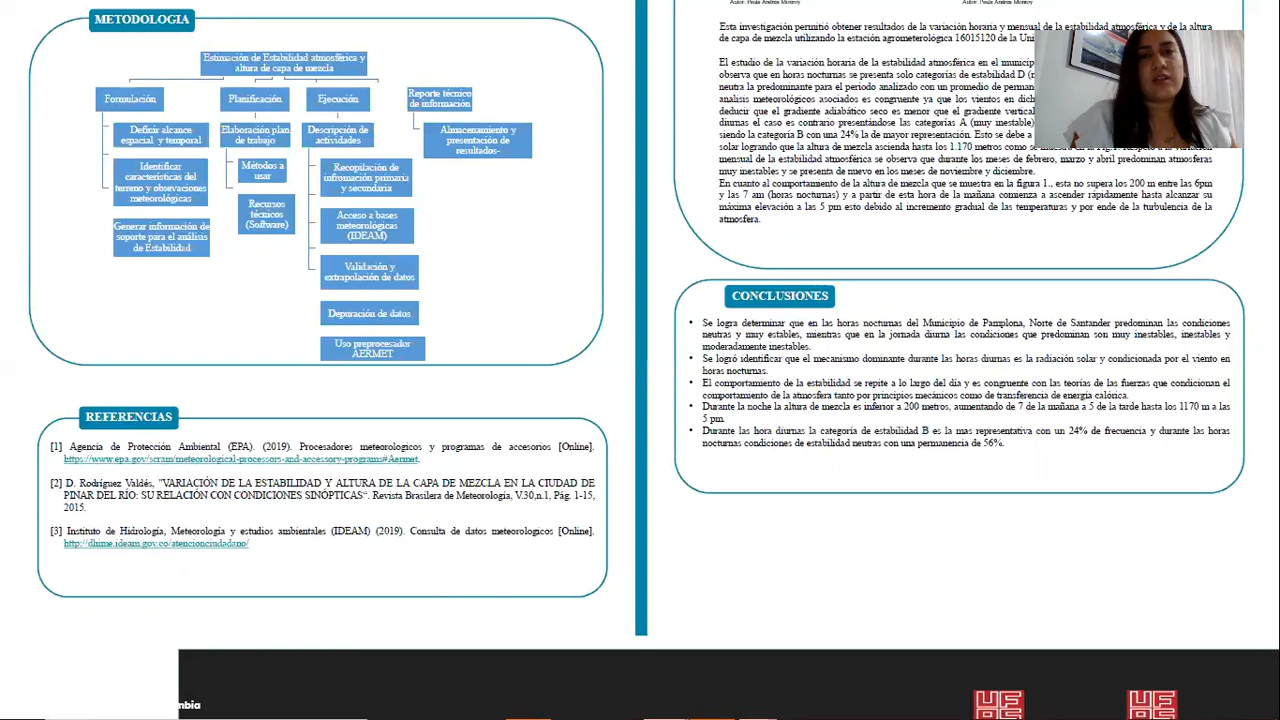 METODOLOGIA
Estimación de Estabilidad atmosférica y
altura de capa de mezcla
Formulación
Planificación
Ejecución
Reporte técnico
de información
Definir alcance
espacial y temporal
Identificar
características del
terreno y obsevaciones
meteorológicas
Generar información de
soporte para el análisis
de Estabilidad
Elaboración plan
de trabajo
Métodos a
usar
Recursos
técnicos
(Software)
Descripción de
actividades
Recopilación de
infromación primaria
y secundaria
Acceso a bases
meteorológicas
(IDEAM)
Validación y
extrapolación de datos
Depuración de datos
Uso preprocesador
AERMET
Almacenamiento y
presentación de
resultados-
REFERENCIAS
[1] Agencia de Protección Ambiental (EPA). (2019). Procesadores meteorologicos y programas de accesorios [Online].
https://www.epa.gov/scram/meteorological-processors-and-accessory-programs#Aermet.
[2] D. Rodríguez Valdés, "VARIACIÓN DE LA ESTABILIDAD Y ALTURA DE LA CAPA DE MEZCLA EN LA CIUDAD DE
PINAR DEL RÍO: SU RELACIÓN CON CONDICIONES SINÓPTICAS“. Revista Brasilera de Meteorología, V.30,n.1, Pág. 1-15,
2015.
[3] Instituto de Hidrología, Meteorología y estudios ambientales (IDEAM) (2019). Consulta de datos meteorologicos [Online].
http://dhime.ideam.gov.co/atencionciudadano/
Autor: Paula Andrea Monroy
Autor: Paula Andrea Monroy
Esta investigación permitió obtener resultados de la variación horaria y mensual de la estabilidad atmosférica y de la altura
de capa de mezcla utilizando la estación agrometerológica 16015120 de la Uni
El estudio de la variación horaria de la estabilidad atmosférica en el municip
observa que en horas nocturnas se presenta solo categorías de estabilidad D (n
neutra la predominante para el periodo analizado con un promedio de perman
analisis meteorológicos asociados es congruente ya que los vientos en dich
deducir que el gradiente adiabático seco es menor que el gradiente vertical
diurnas el caso es contrario presentándose las categorías A (muy inestable)
siendo la categoría B con una 24% la de mayor representación. Esto se debe a
solar logrando que la altura de mezcla ascienda hasta los 1.170 metros como se
mensual de la estabilidad atmosférica se observa que durante los meses de febrero, marzo y abril predominan atmosferas
muy inestables y se presenta de nuevo en los meses de noviembre y diciembre.
En cuanto al comportamiento de la altura de mezcla que se muestra en la figura 1., esta no supera los 200 m entre las 6pm
y las 7 am (horas nocturnas) y a partir de esta hora de la mañana comienza a ascender rápidamente hasta alcanzar su
máxima elevación a las 5 pm esto debido al incremento gradual de las temperaturas y por ende de la turbulencia de la
atmosfera.
CONCLUSIONES
• Se logra determinar que en las horas nocturnas del Municipio de Pamplona, Norte de Santander predominan las condiciones
neutras y muy estables, mientras que en la jornada diurna las condiciones que predominan son muy inestables, inestables y
moderadamente inestables.
• Se logró identificar que el mecanismo dominante durante las horas diurnas es la radiación solar y condicionada por el viento en
horas nocturnas.
• El comportamiento de la estabilidad se repite a lo largo del día y es congruente con las teorías de las fuerzas que condicionan el
comportamiento de la atmosfera tanto por principios mecánicos como de transferencia de energía calórica.
• Durante la noche la altura de mezcla es inferior a 200 metros, aumentando de 7 de la mañana a 5 de la tarde hasta los 1170 m a las
5 pm.
• Durante las hora diurnas la categoría de estabilidad B es la mas representativa con un 24% de frecuencia y durante las horas
nocturnas condiciones de estabilidad neutras con una permanencia de 56%.
mbia